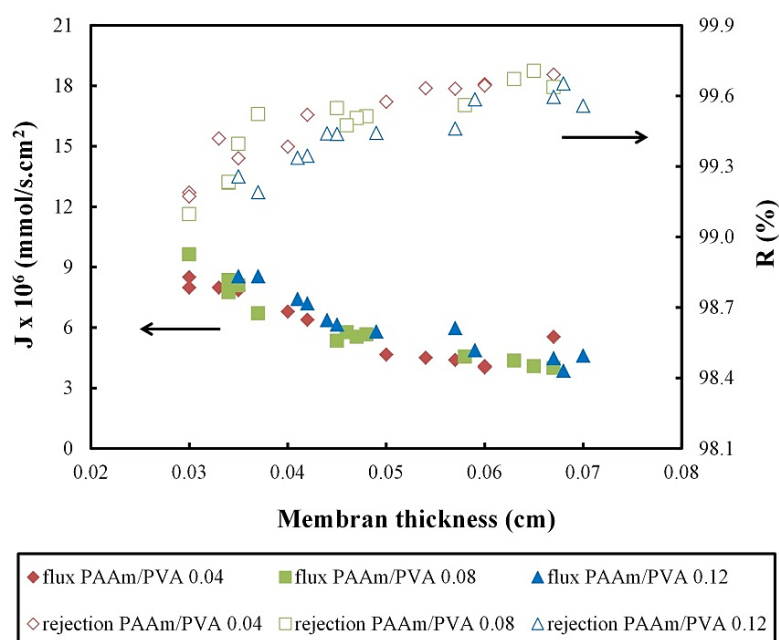 21
18
15
12
9
6
3
0
99.9
99.6
99.3
99.0
98.7
98.4
98.1
J x 10⁶ (mmol/s.cm²)
R (%)
0.02 0.03 0.04 0.05 0.06 0.07 0.08
Membran thickness (cm)
flux PAAm/PVA 0.04 flux PAAm/PVA 0.08 flux PAAm/PVA 0.12
rejection PAAm/PVA 0.04 rejection PAAm/PVA 0.08 rejection PAAm/PVA 0.12